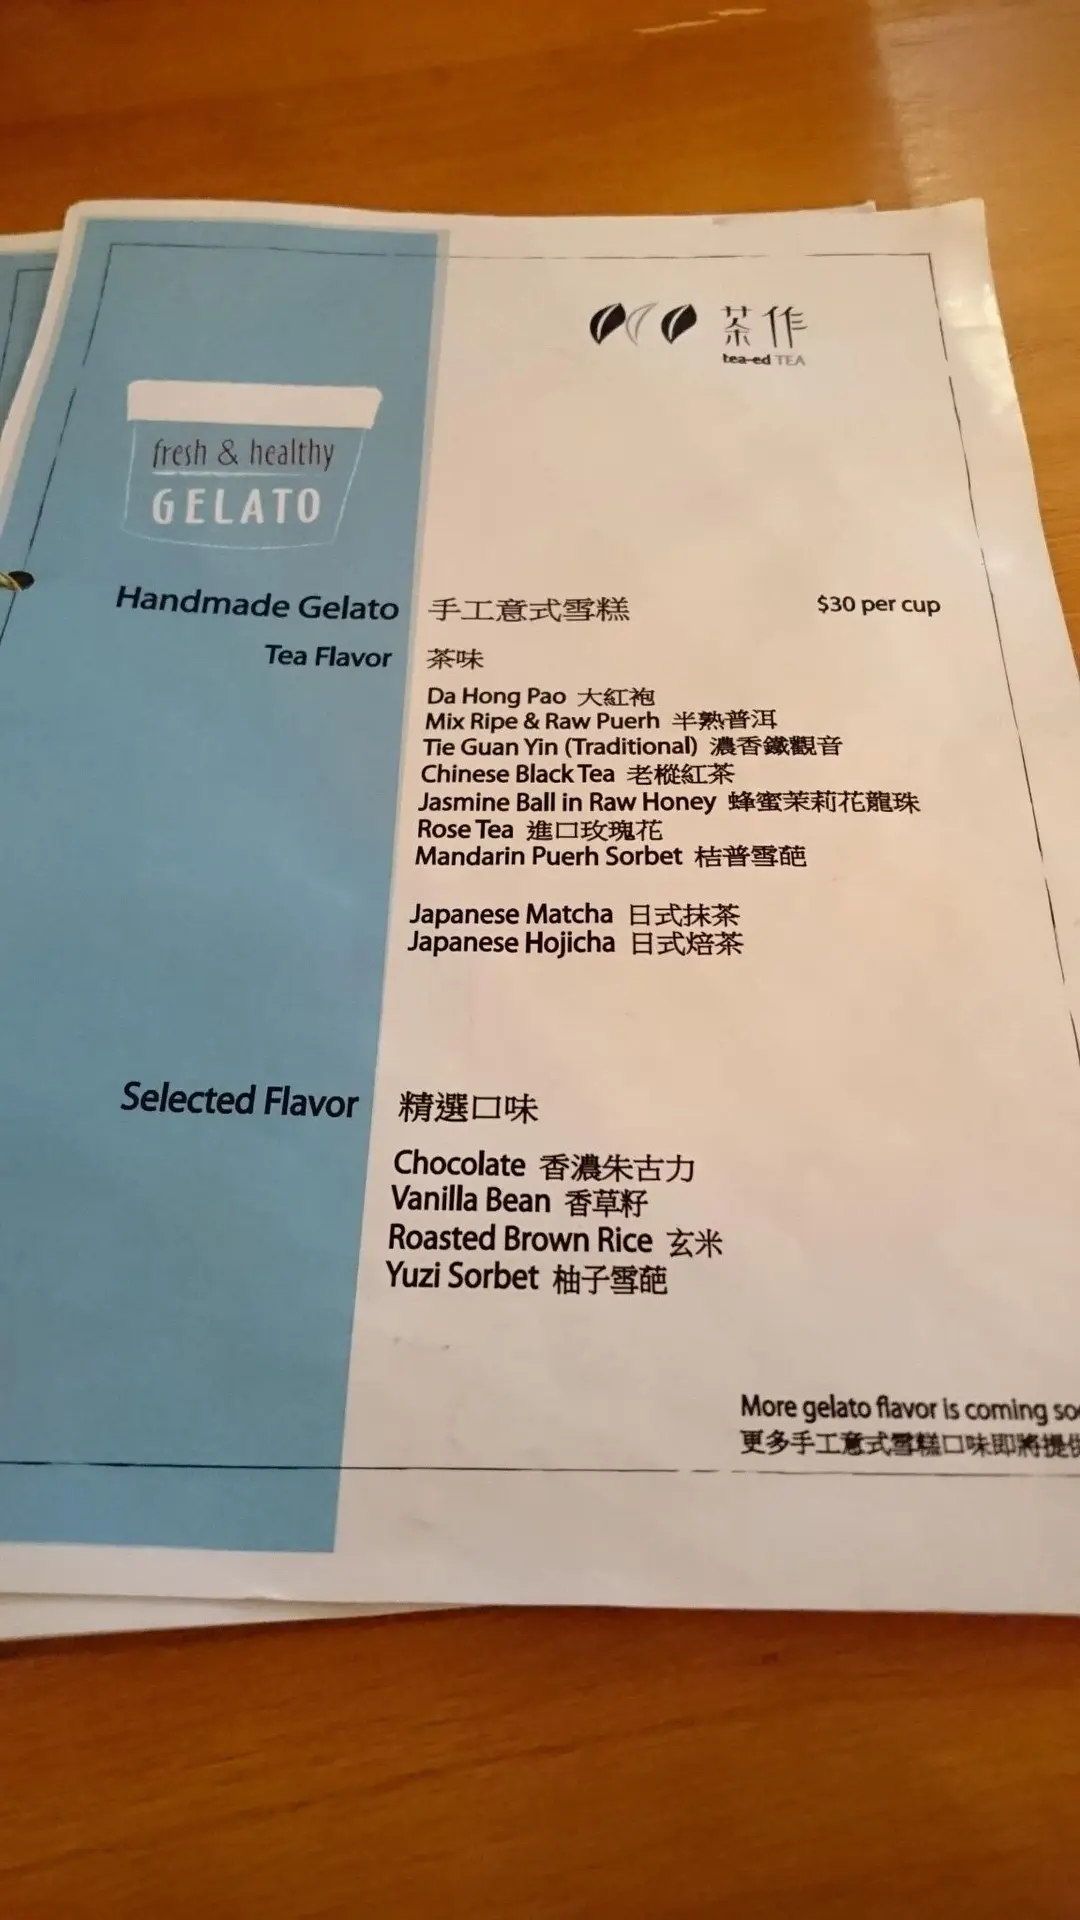 茶作
tea-ed TEA
fresh & healthy
GELATO
Handmade Gelato 手工意式雪糕 $30 per cup
Tea Flavor 茶味
Da Hong Pao 大紅袍
Mix Ripe & Raw Puerh 半熟普洱
Tie Guan Yin (Traditional) 濃香鐵觀音
Chinese Black Tea 老樅紅茶
Jasmine Ball in Raw Honey 蜂蜜茉莉花龍珠
Rose Tea 進口玫瑰花
Mandarin Puerh Sorbet 桔普雪葩
Japanese Matcha 日式抹茶
Japanese Hojicha 日式焙茶
Selected Flavor 精選口味
Chocolate 香濃朱古力
Vanilla Bean 香草籽
Roasted Brown Rice 玄米
Yuzi Sorbet 柚子雪葩
More gelato flavor is coming
更多手工意式雪糕口味即將提